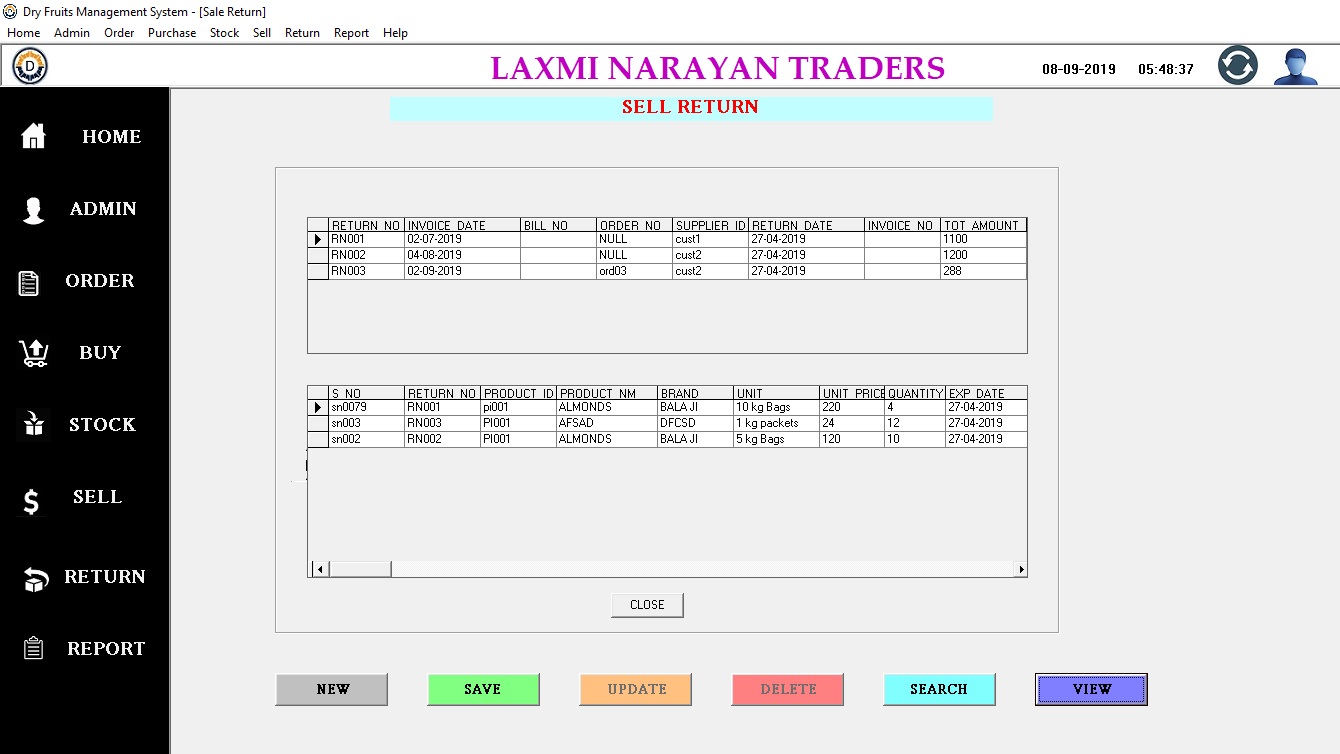 Dry Fruits Management System - [Sale Return]
Home Admin Order Purchase Stock Sell Return Report Help
D LAXMI NARAYAN TRADERS 08-09-2019 05:48:37
SELL RETURN
HOME
ADMIN
ORDER
BUY
STOCK
SELL
RETURN
REPORT
RETURN_NO INVOICE_DATE BILL_NO ORDER_NO SUPPLIER_ID RETURN_DATE INVOICE_NO TOT_AMOUNT
RN001 02-07-2019 NULL cust1 27-04-2019 1100
RN002 04-08-2019 NULL cust2 27-04-2019 1200
RN003 02-09-2019 ord03 cust2 27-04-2019 288
S_NO RETURN_NO PRODUCT_ID PRODUCT_NM BRAND UNIT UNIT_PRICE QUANTITY EXP_DATE
sn0079 RN001 pi001 ALMONDS BALAJI 10 kg Bags 220 4 27-04-2019
sn003 RN003 PI001 AFSAD DFCSD 1 kg packets 24 12 27-04-2019
sn002 RN002 PI001 ALMONDS BALAJI 5 kg Bags 120 10 27-04-2019
CLOSE
NEW SAVE UPDATE DELETE SEARCH VIEW